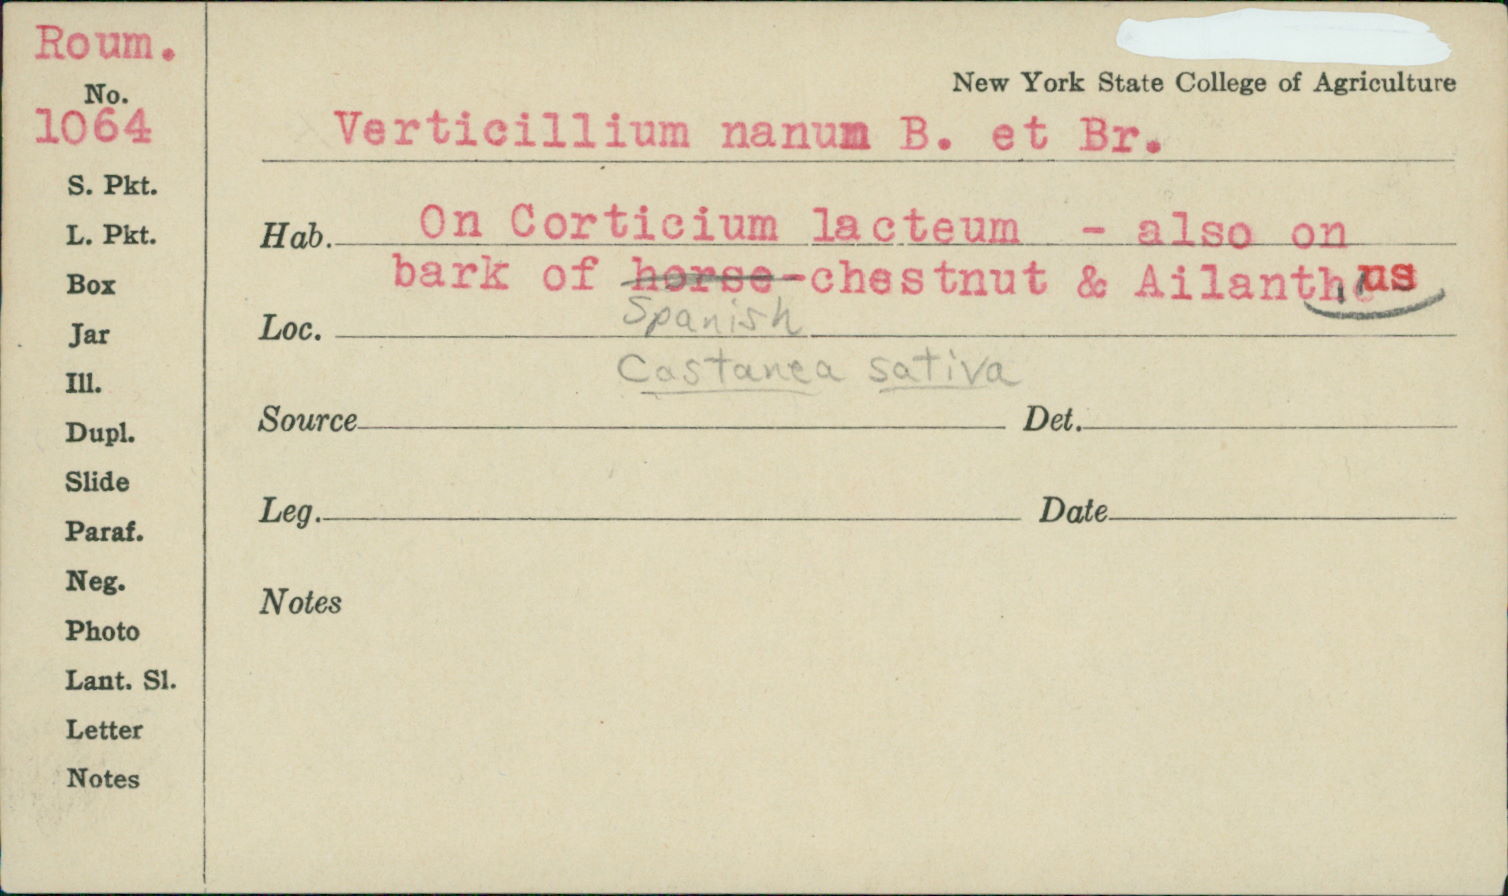 Roum.
No.
1064
S. Pkt.
L. Pkt.
Box
Jar
Ill.
Dupl.
Slide
Paraf.
Neg.
Photo
Lant. Sl.
Letter
Notes
New York State College of Agriculture
Verticillium nanum B. et Br.
Hab. On Corticium lacteum - also on
bark of horse-chestnut & Ailanthus
Spanish
Loc.
Castanea sativa
Source Det.
Leg. Date
Notes